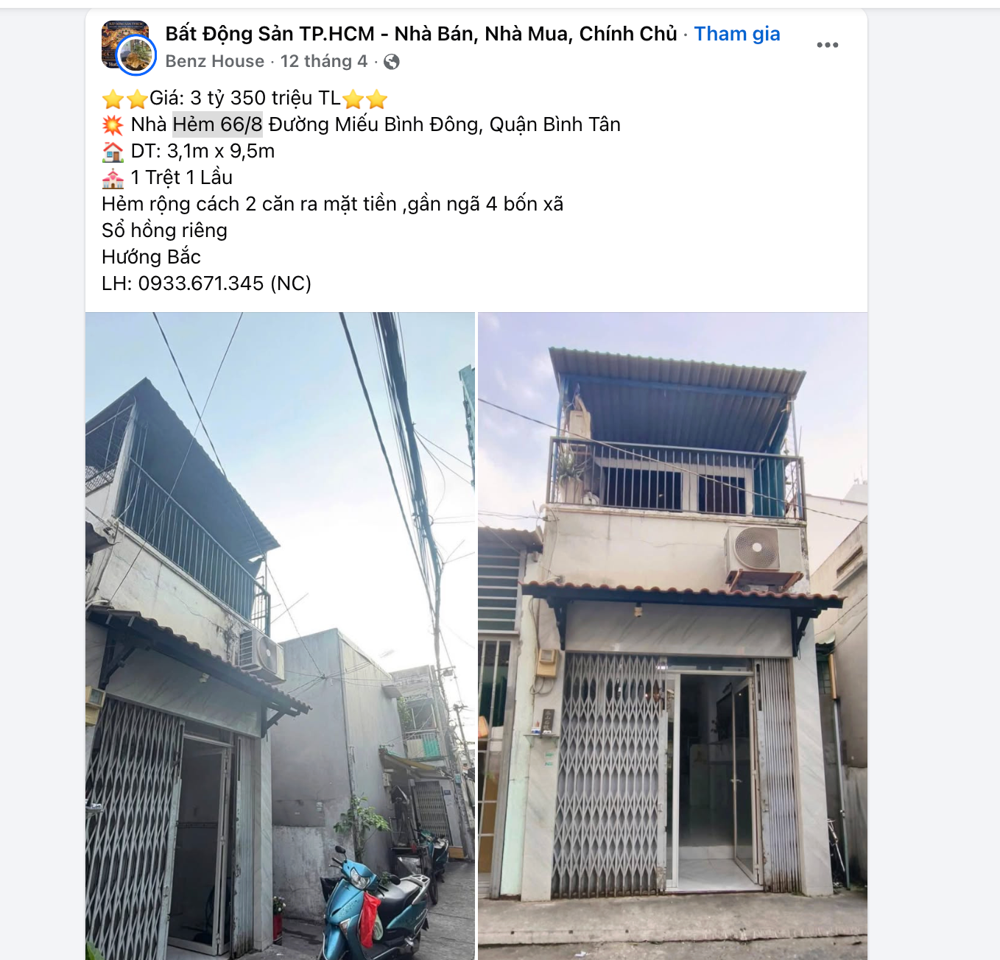 Bất Động Sản TP.HCM - Nhà Bán, Nhà Mua, Chính Chủ · Tham gia
Benz House · 12 tháng 4 ·
⭐⭐Giá: 3 tỷ 350 triệu TL⭐⭐
💥 Nhà Hẻm 66/8 Đường Miếu Bình Đông, Quận Bình Tân
🏠 DT: 3,1m x 9,5m
💒 1 Trệt 1 Lầu
Hẻm rộng cách 2 căn ra mặt tiền ,gần ngã 4 bốn xã
Sổ hồng riêng
Hướng Bắc
LH: 0933.671.345 (NC)